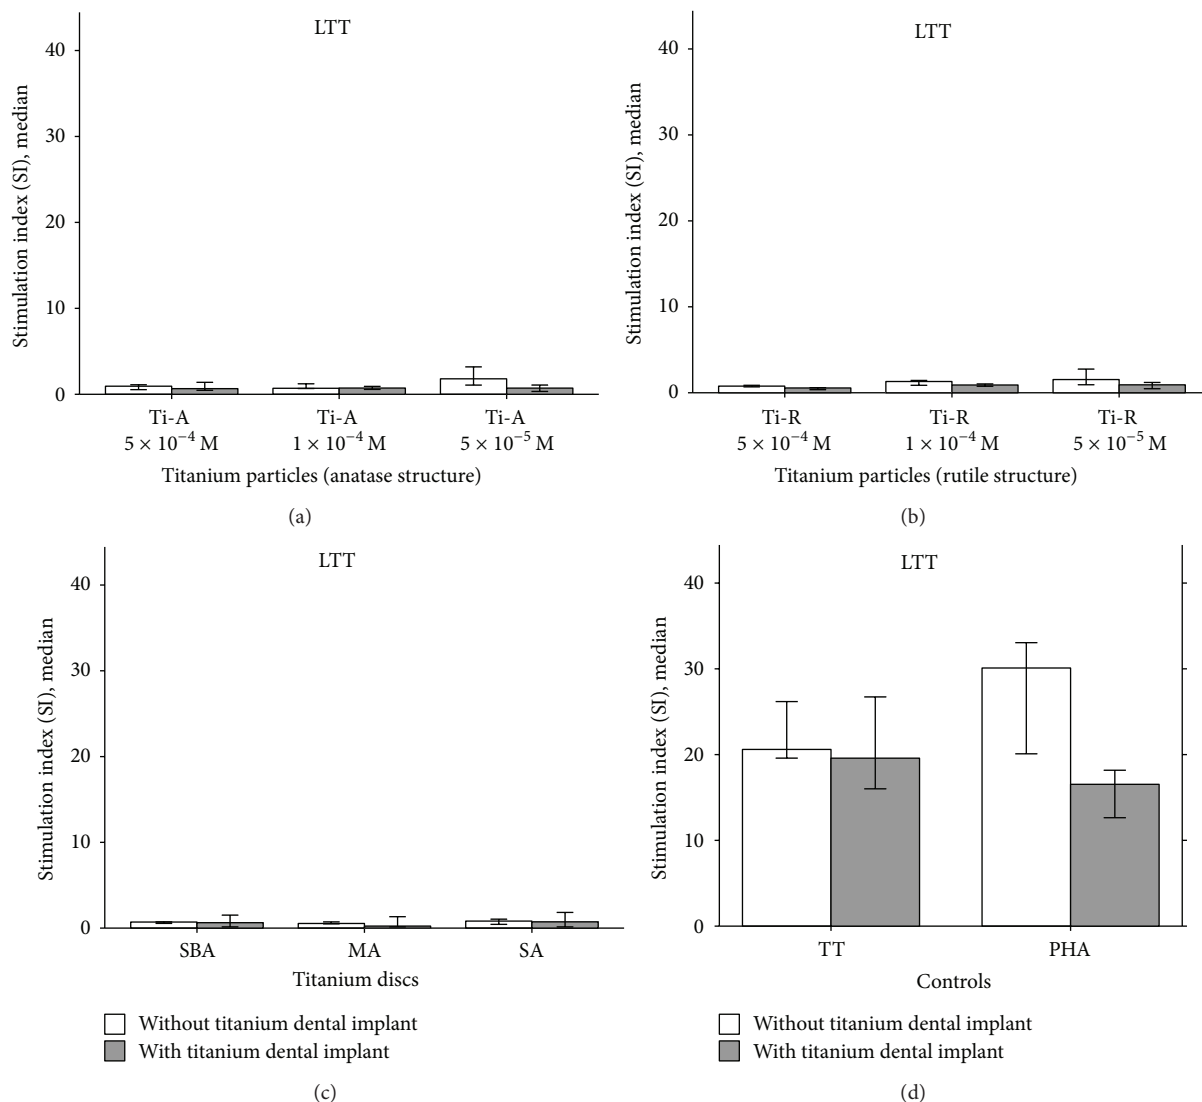 LTT
Stimulation index (SI), median
40
30
20
10
0
Ti-A
5 × 10⁻⁴ M
Ti-A
1 × 10⁻⁴ M
Ti-A
5 × 10⁻⁵ M
Titanium particles (anatase structure)
(a)
LTT
Stimulation index (SI), median
40
30
20
10
0
Ti-R
5 × 10⁻⁴ M
Ti-R
1 × 10⁻⁴ M
Ti-R
5 × 10⁻⁵ M
Titanium particles (rutile structure)
(b)
LTT
Stimulation index (SI), median
40
30
20
10
0
SBA
MA
SA
Titanium discs
Without titanium dental implant
With titanium dental implant
(c)
LTT
Stimulation index (SI), median
40
30
20
10
0
TT
PHA
Controls
Without titanium dental implant
With titanium dental implant
(d)